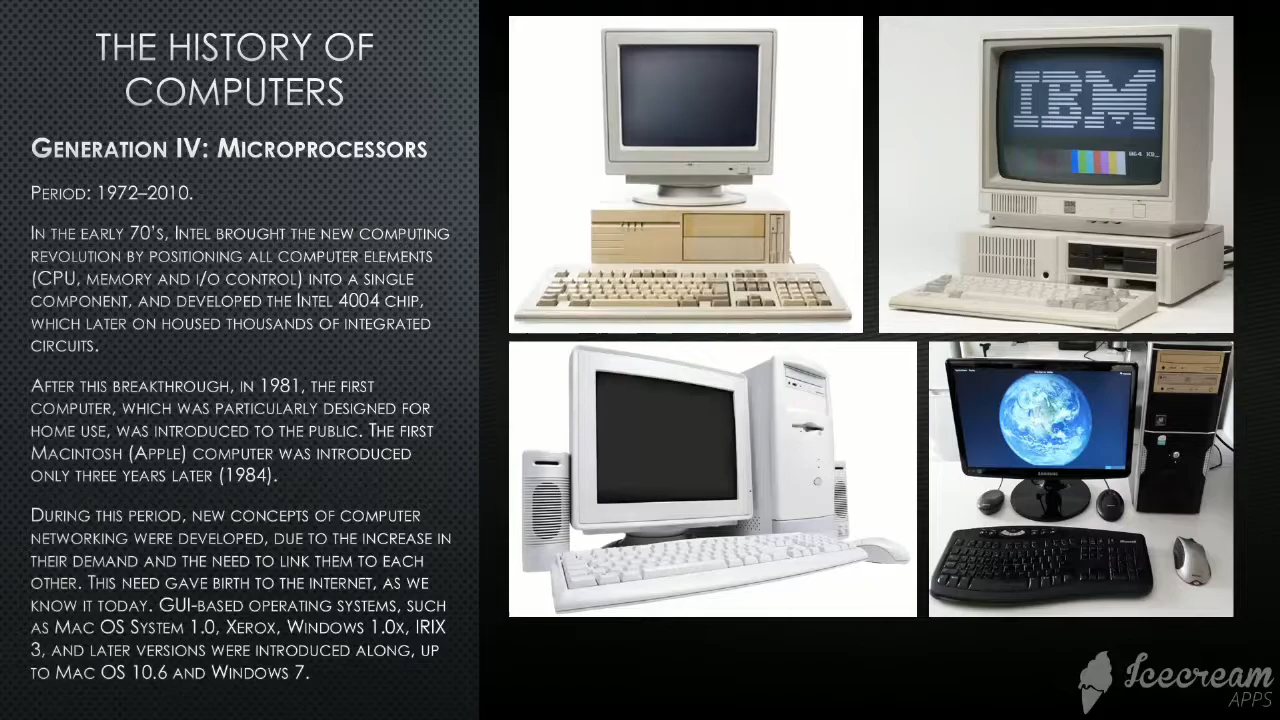 THE HISTORY OF
COMPUTERS
GENERATION IV: MICROPROCESSORS
PERIOD: 1972–2010.
IN THE EARLY 70'S, INTEL BROUGHT THE NEW COMPUTING
REVOLUTION BY POSITIONING ALL COMPUTER ELEMENTS
(CPU, MEMORY AND I/O CONTROL) INTO A SINGLE
COMPONENT, AND DEVELOPED THE INTEL 4004 CHIP,
WHICH LATER ON HOUSED THOUSANDS OF INTEGRATED
CIRCUITS.
AFTER THIS BREAKTHROUGH, IN 1981, THE FIRST
COMPUTER, WHICH WAS PARTICULARLY DESIGNED FOR
HOME USE, WAS INTRODUCED TO THE PUBLIC. THE FIRST
MACINTOSH (APPLE) COMPUTER WAS INTRODUCED
ONLY THREE YEARS LATER (1984).
DURING THIS PERIOD, NEW CONCEPTS OF COMPUTER
NETWORKING WERE DEVELOPED, DUE TO THE INCREASE IN
THEIR DEMAND AND THE NEED TO LINK THEM TO EACH
OTHER. THIS NEED GAVE BIRTH TO THE INTERNET, AS WE
KNOW IT TODAY. GUI-BASED OPERATING SYSTEMS, SUCH
AS MAC OS SYSTEM 1.0, XEROX, WINDOWS 1.0X, IRIX
3, AND LATER VERSIONS WERE INTRODUCED ALONG, UP
TO MAC OS 10.6 AND WINDOWS 7.
IBM
064 KB_
SAMSUNG
Microsoft
Icecream
APPS